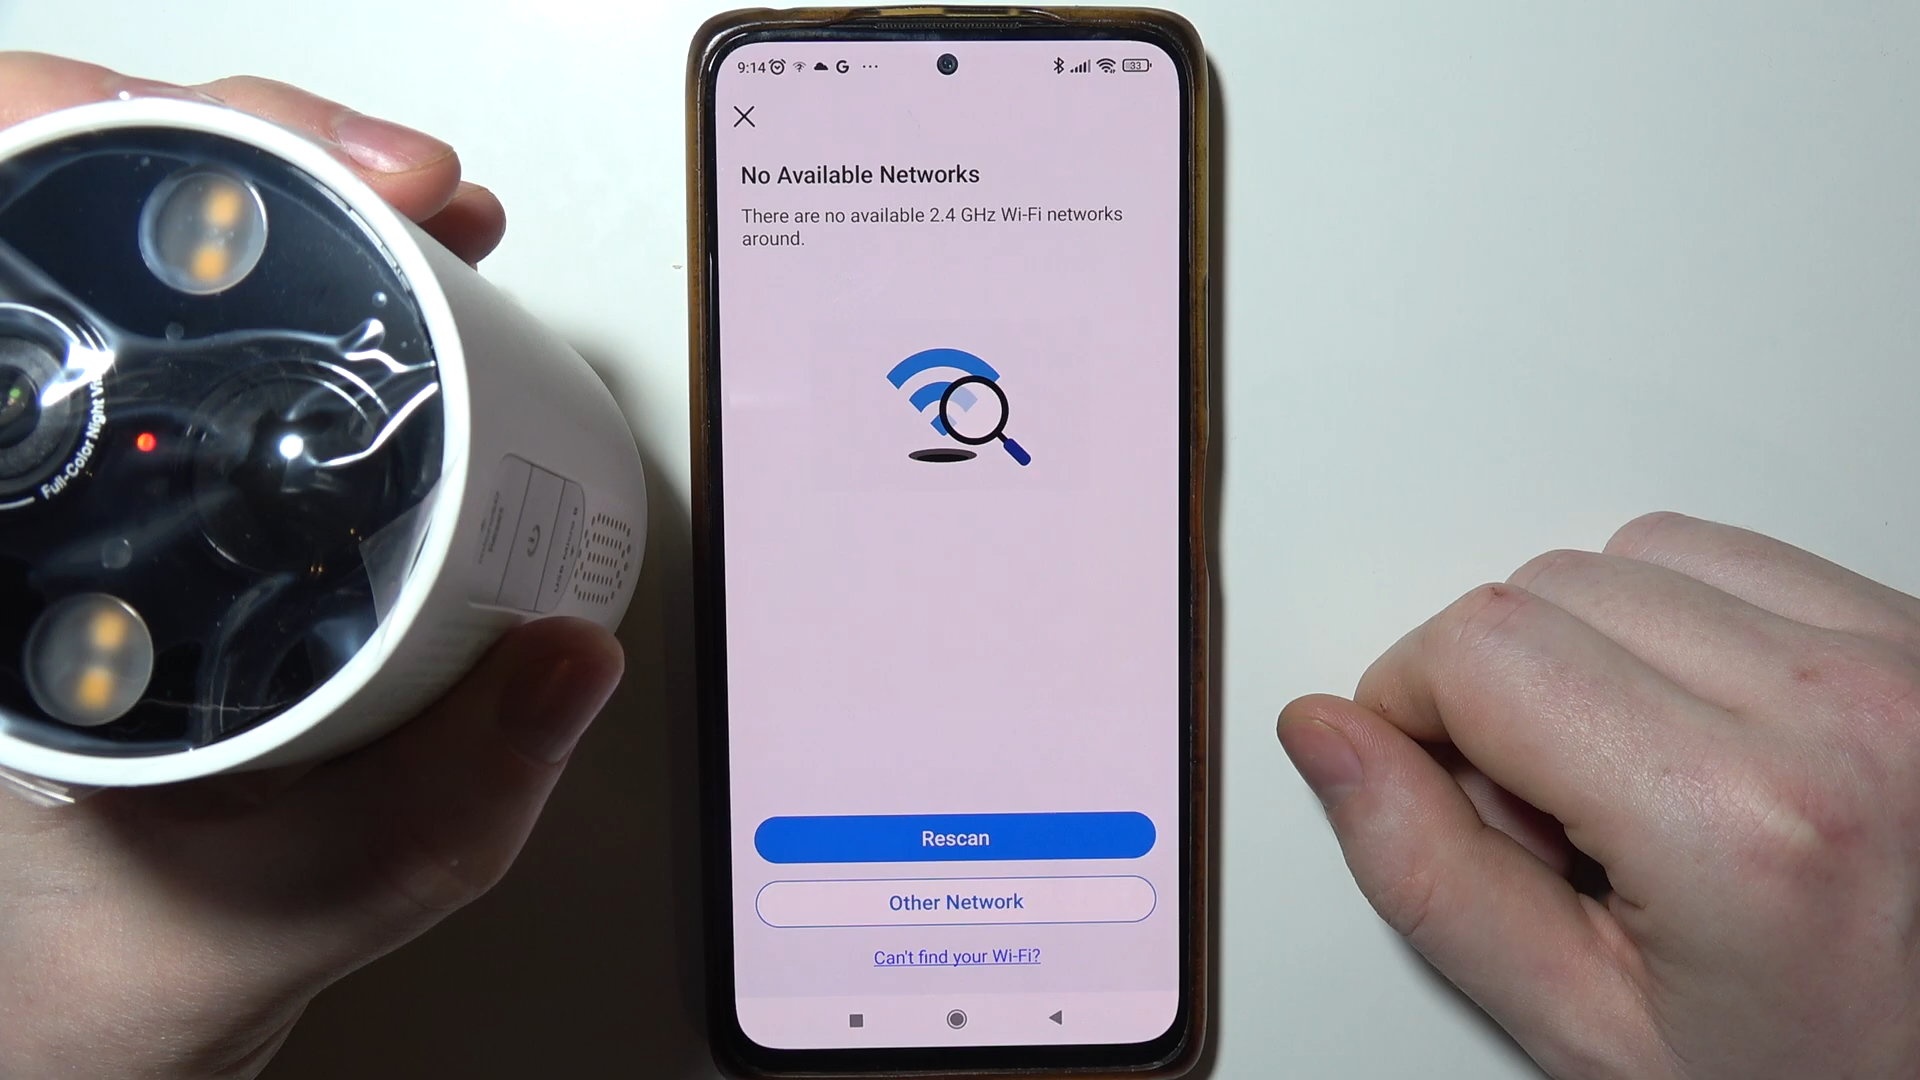 9:14
G
33
No Available Networks
There are no available 2.4 GHz Wi-Fi networks
around.
Rescan
Other Network
Can't find your Wi-Fi?
Full-Color Night